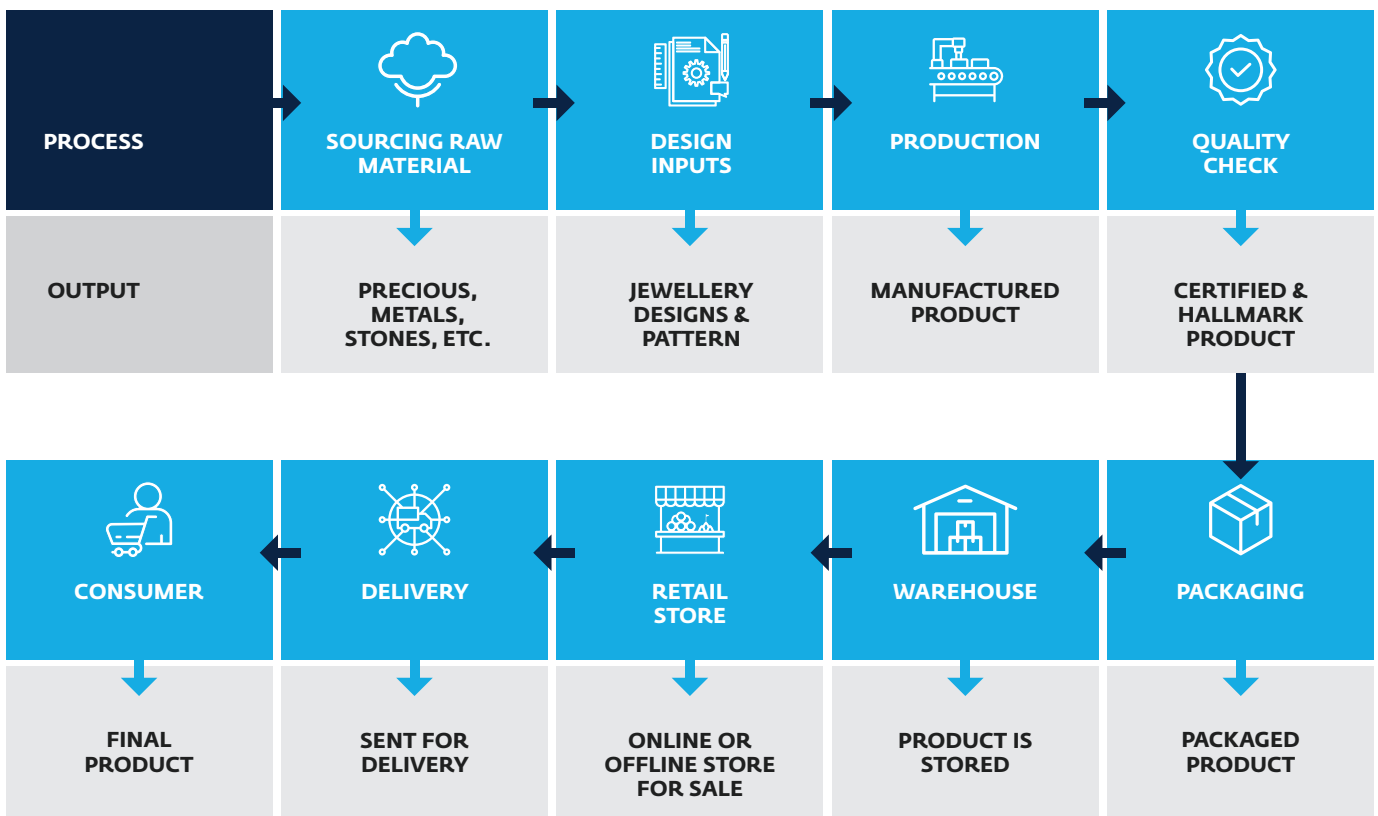 PROCESS
SOURCING RAW
MATERIAL
DESIGN
INPUTS
PRODUCTION
QUALITY
CHECK
OUTPUT
PRECIOUS,
METALS,
STONES, ETC.
JEWELLERY
DESIGNS &
PATTERN
MANUFACTURED
PRODUCT
CERTIFIED &
HALLMARK
PRODUCT
CONSUMER
DELIVERY
RETAIL
STORE
WAREHOUSE
PACKAGING
FINAL
PRODUCT
SENT FOR
DELIVERY
ONLINE OR
OFFLINE STORE
FOR SALE
PRODUCT IS
STORED
PACKAGED
PRODUCT